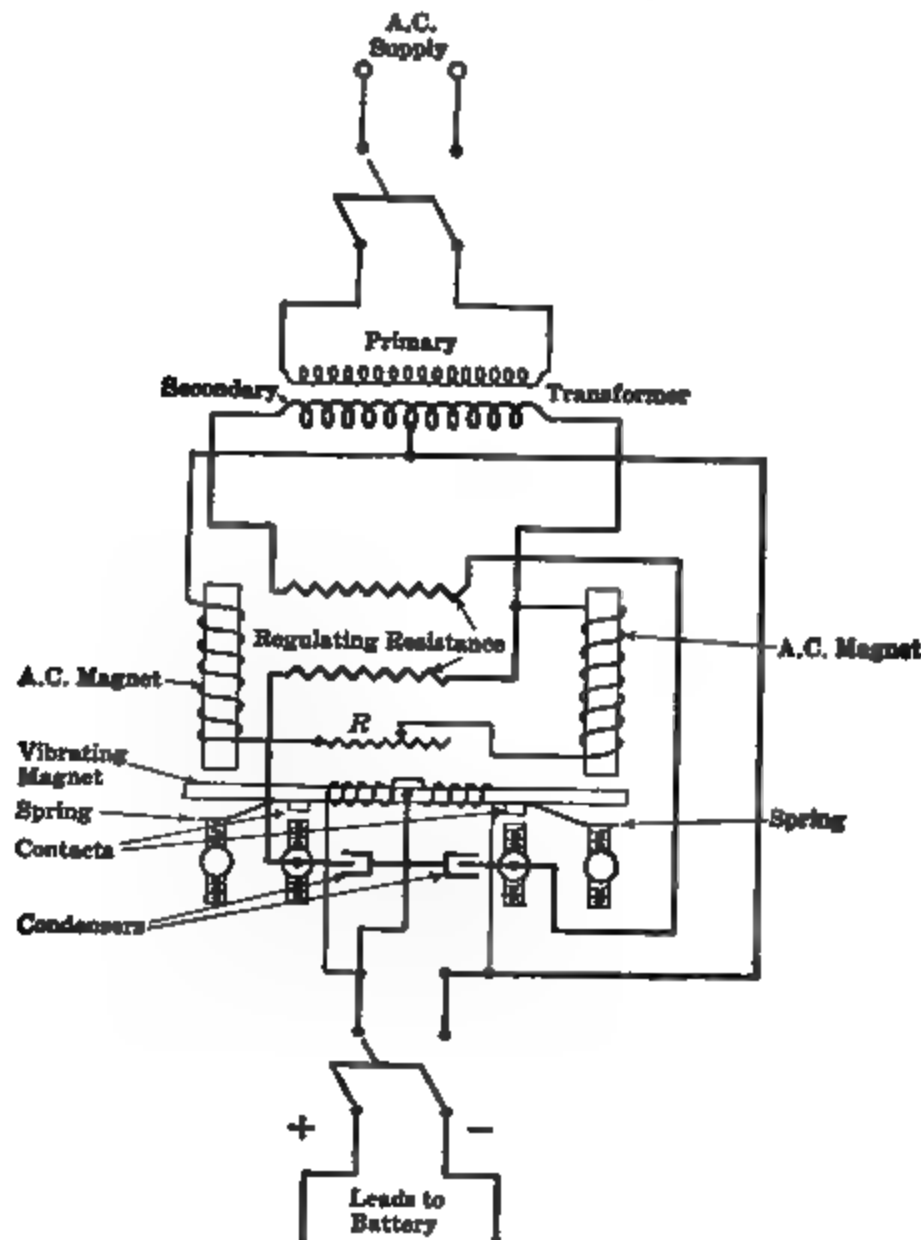 A.C.
Supply
Primary
Secondary
Transformer
Regulating Resistance
A.C. Magnet
A.C. Magnet
R
Vibrating
Magnet
Spring
Spring
Contacts
Condensers
+
−
Leads to
Battery